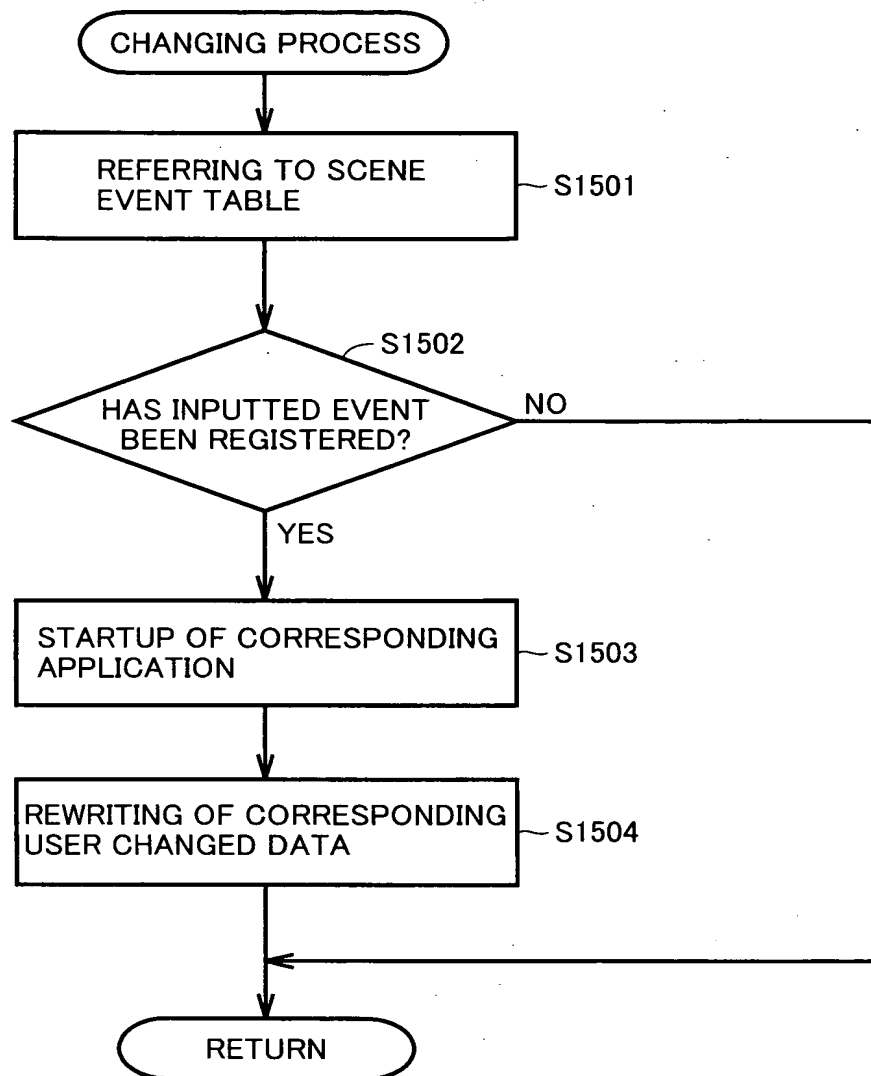 CHANGING PROCESS
REFERRING TO SCENE
EVENT TABLE
S1501
S1502
HAS INPUTTED EVENT
BEEN REGISTERED?
NO
YES
STARTUP OF CORRESPONDING
APPLICATION
S1503
REWRITING OF CORRESPONDING
USER CHANGED DATA
S1504
RETURN